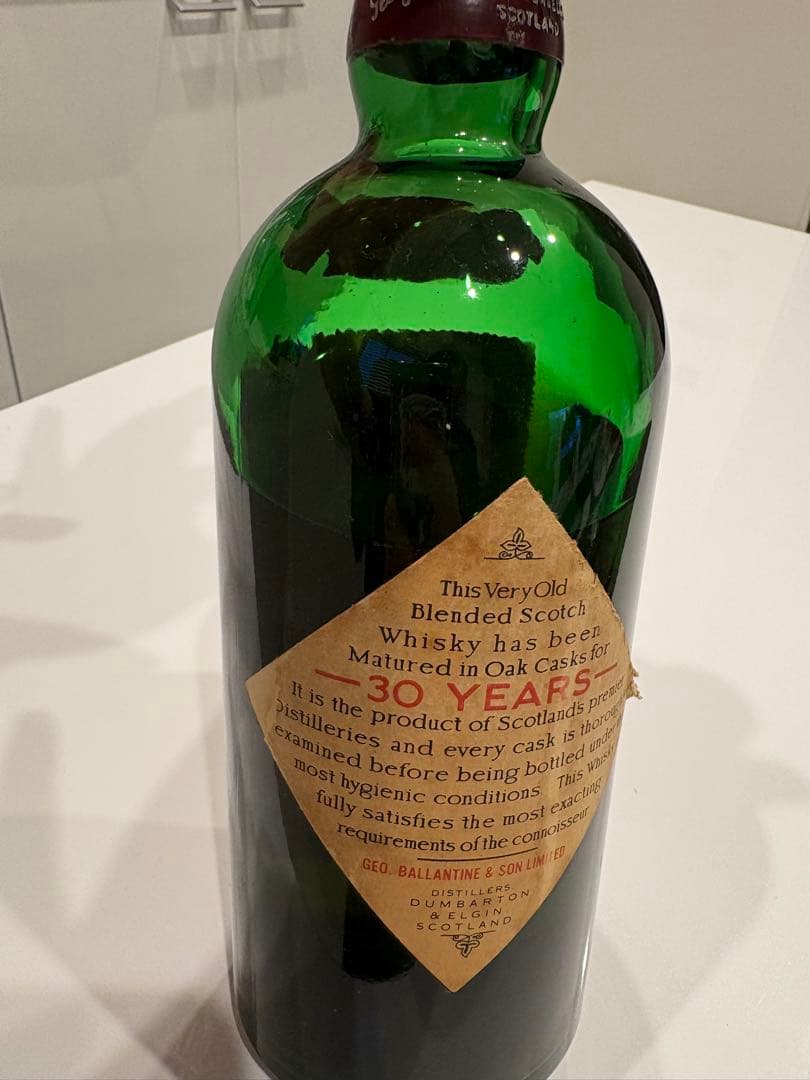 Geo
SCOTLAND
This Very Old
Blended Scotch
Whisky has been
Matured in Oak Casks for
—30 YEARS—
It is the product of Scotland's premier
Distilleries and every cask is
examined before being bottled under
most hygienic conditions. This Whisky
fully satisfies the most exacting
requirements of the connoisseur
GEO. BALLANTINE & SON LIMITED
DISTILLERS,
DUMBARTON
& ELGIN,
SCOTLAND